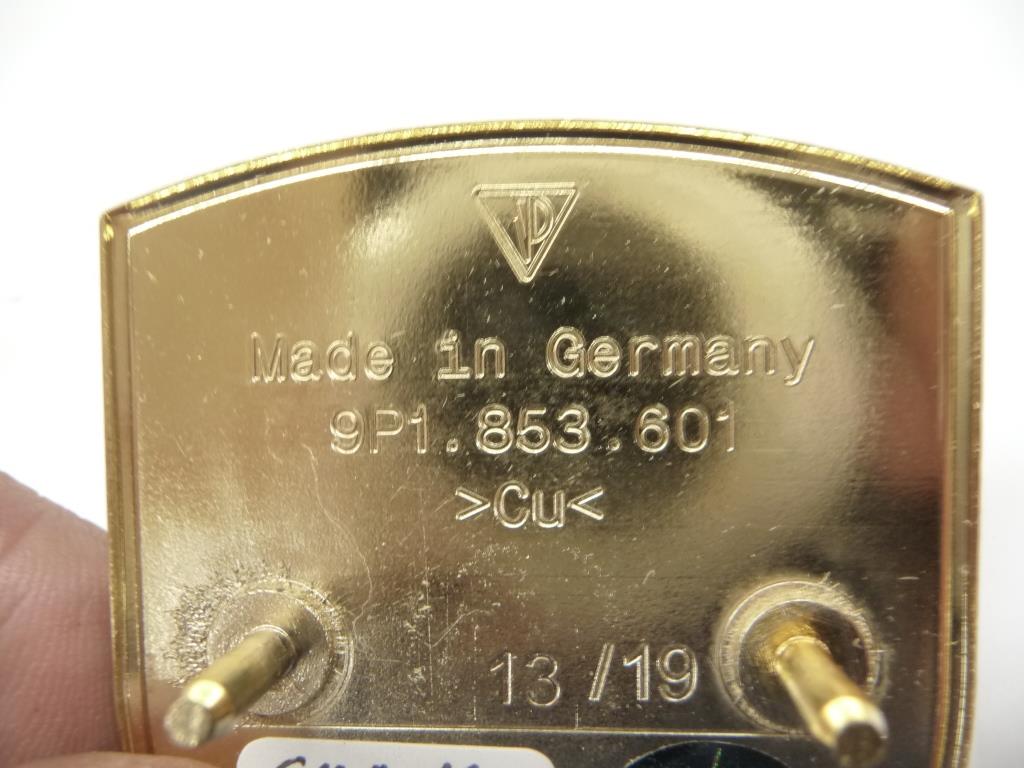 Made in Germany
9P1.853.601
>Cu<
13/19